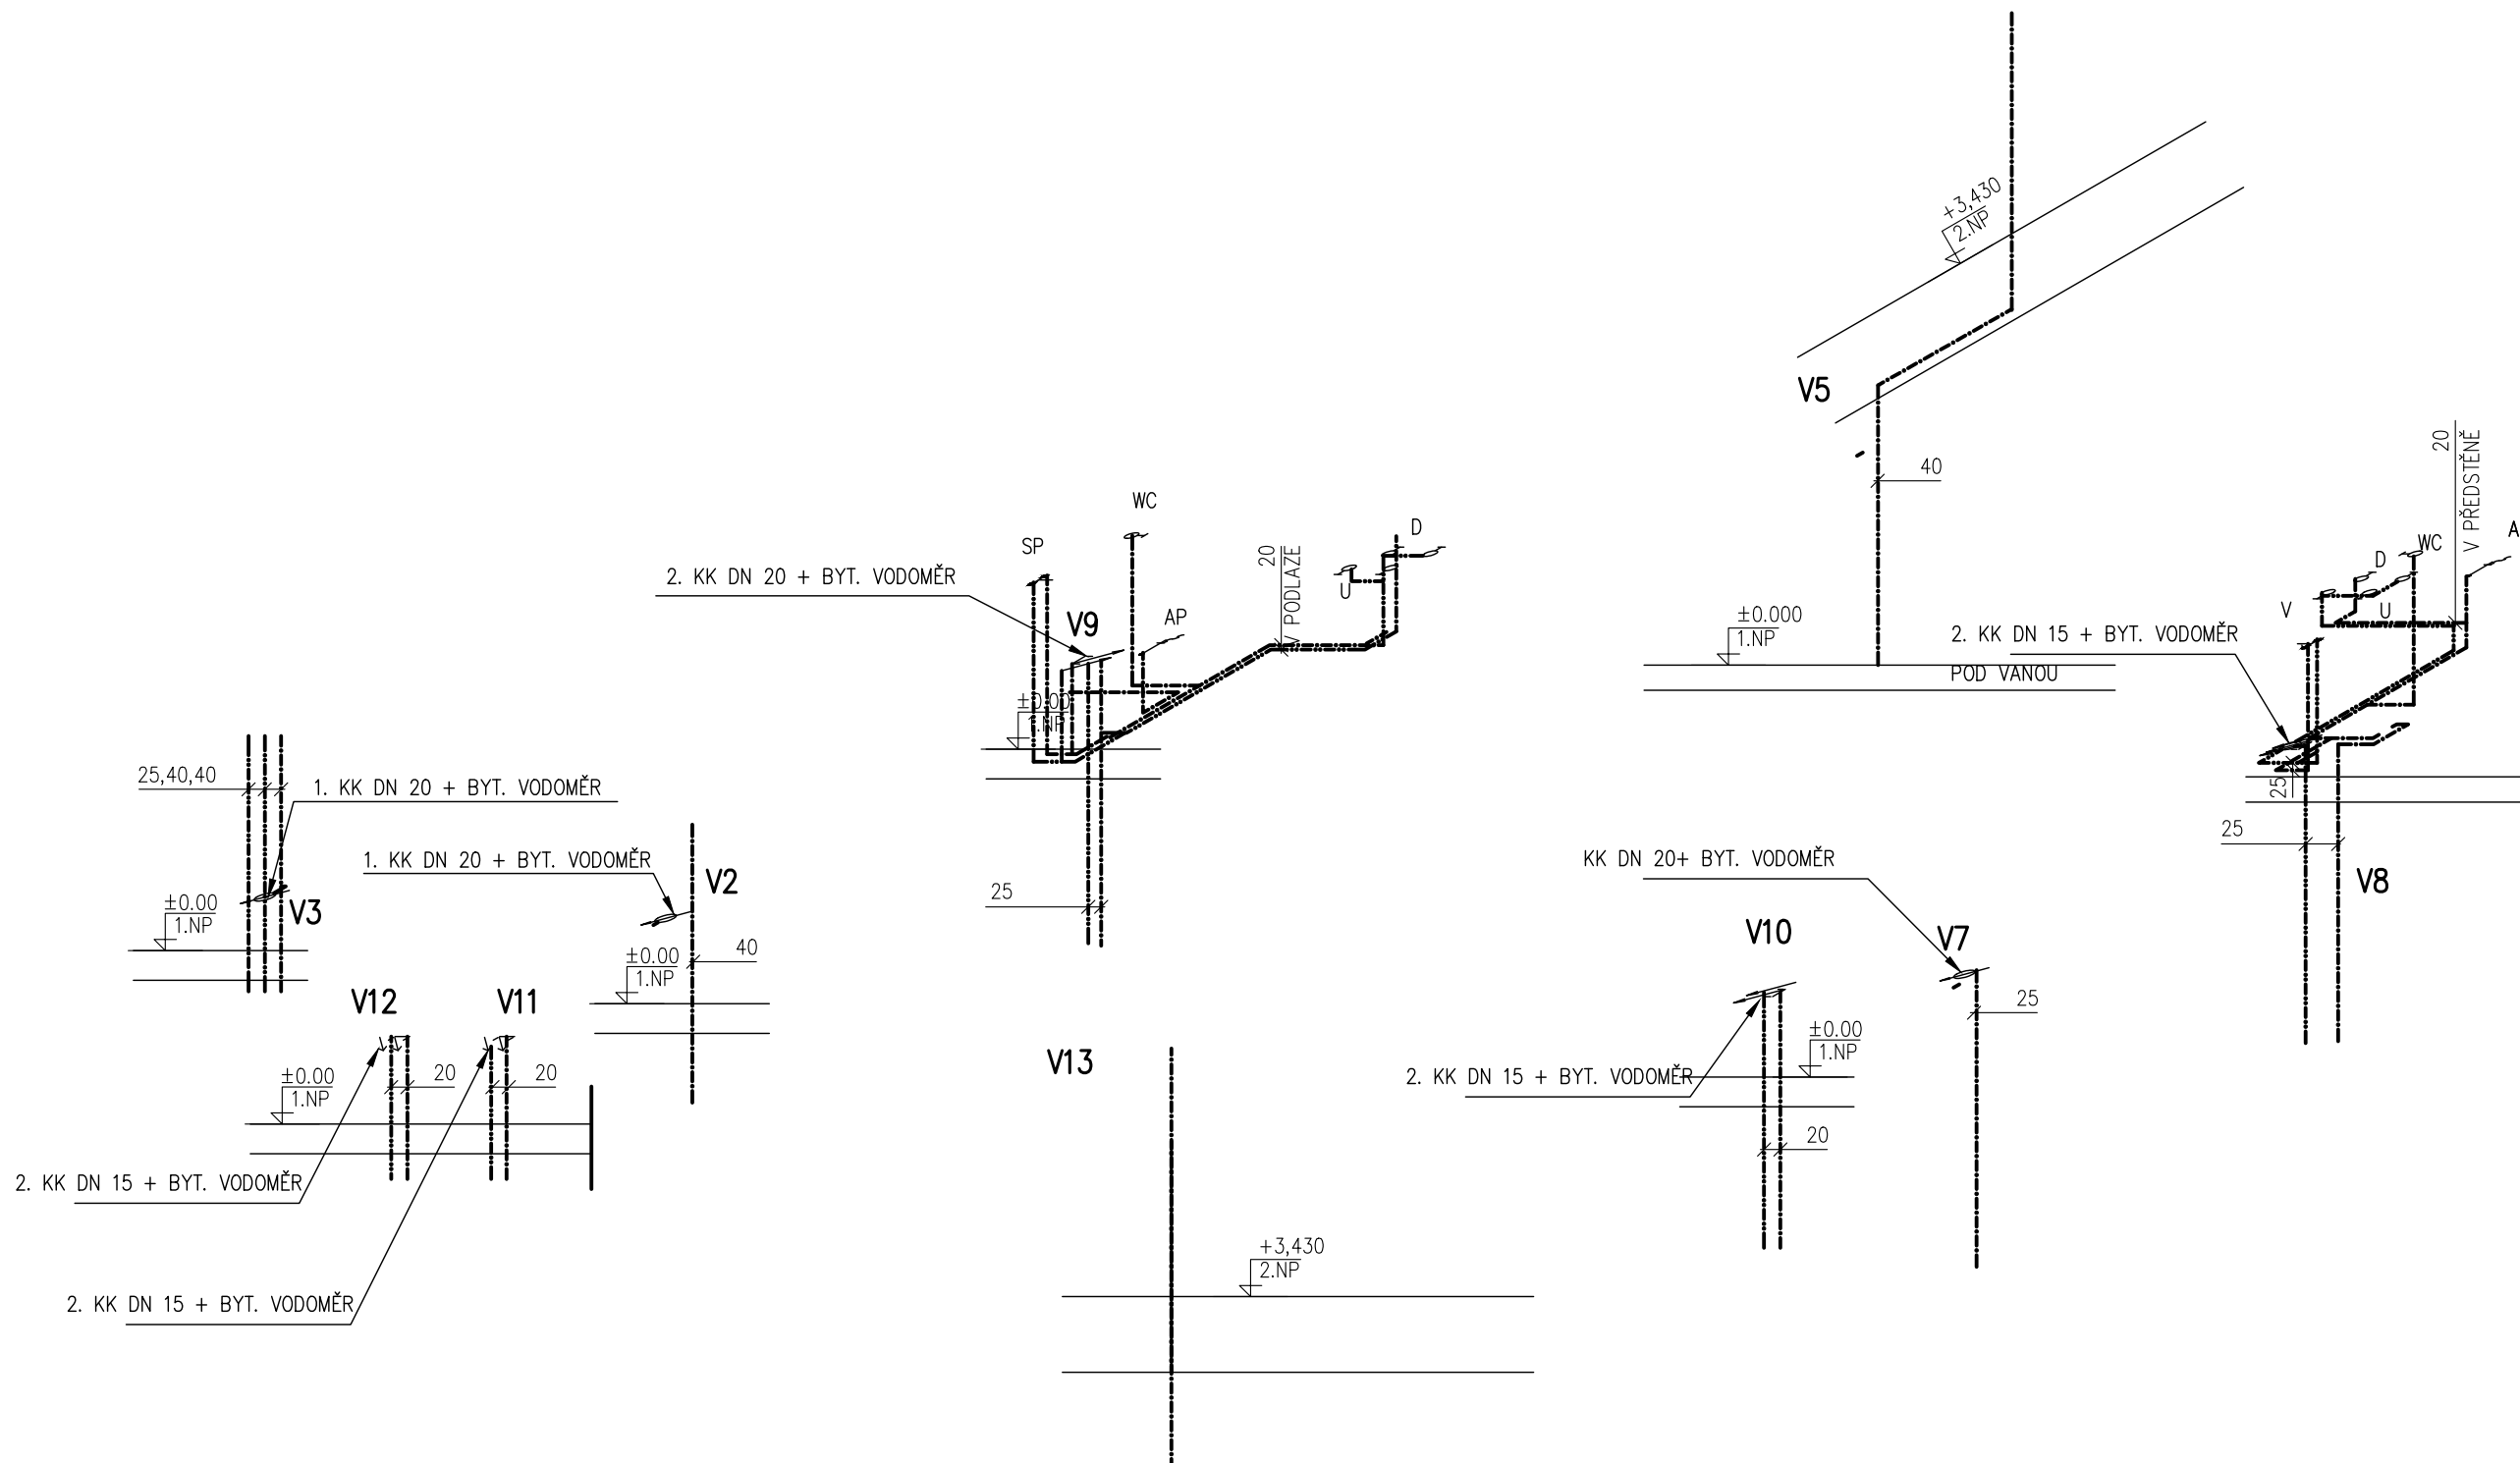 +3,430
2.NP
V5
40
20
V PŘEDSTĚNĚ
WC
SP
2. KK DN 20 + BYT. VODOMĚR
V9
AP
20
V PODLAZE
U
D
±0.00
1.NP
25
±0.000
1.NP
POD VANOU
2. KK DN 15 + BYT. VODOMĚR
V
D
U
WC
A
25
25
V8
25,40,40
1. KK DN 20 + BYT. VODOMĚR
±0.00
1.NP
V3
1. KK DN 20 + BYT. VODOMĚR
V2
±0.00
1.NP
40
KK DN 20+ BYT. VODOMĚR
V10
V7
25
V12
V11
±0.00
1.NP
20
20
V13
2. KK DN 15 + BYT. VODOMĚR
±0.00
1.NP
20
2. KK DN 15 + BYT. VODOMĚR
2. KK DN 15 + BYT. VODOMĚR
+3,430
2.NP